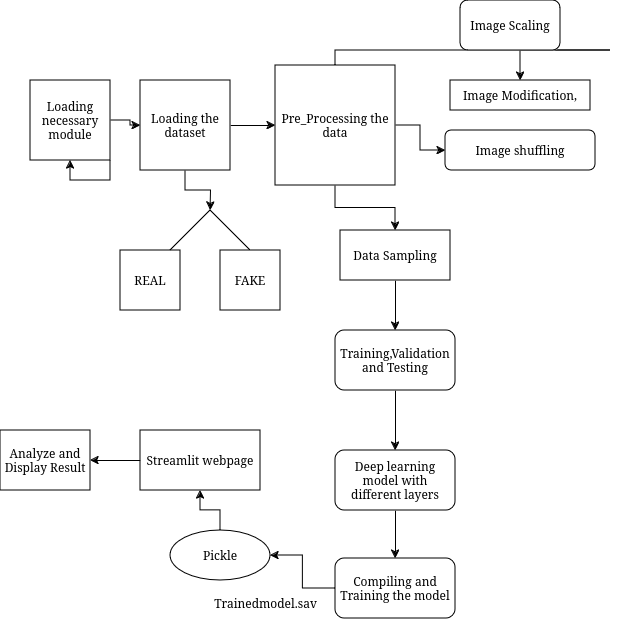 Image Scaling
Image Modification,
Loading
necessary
module
Loading the
dataset
Pre_Processing the
data
Image shuffling
REAL
FAKE
Data Sampling
Training,Validation
and Testing
Analyze and
Display Result
Streamlit webpage
Deep learning
model with
different layers
Pickle
Compiling and
Training the model
Trainedmodel.sav